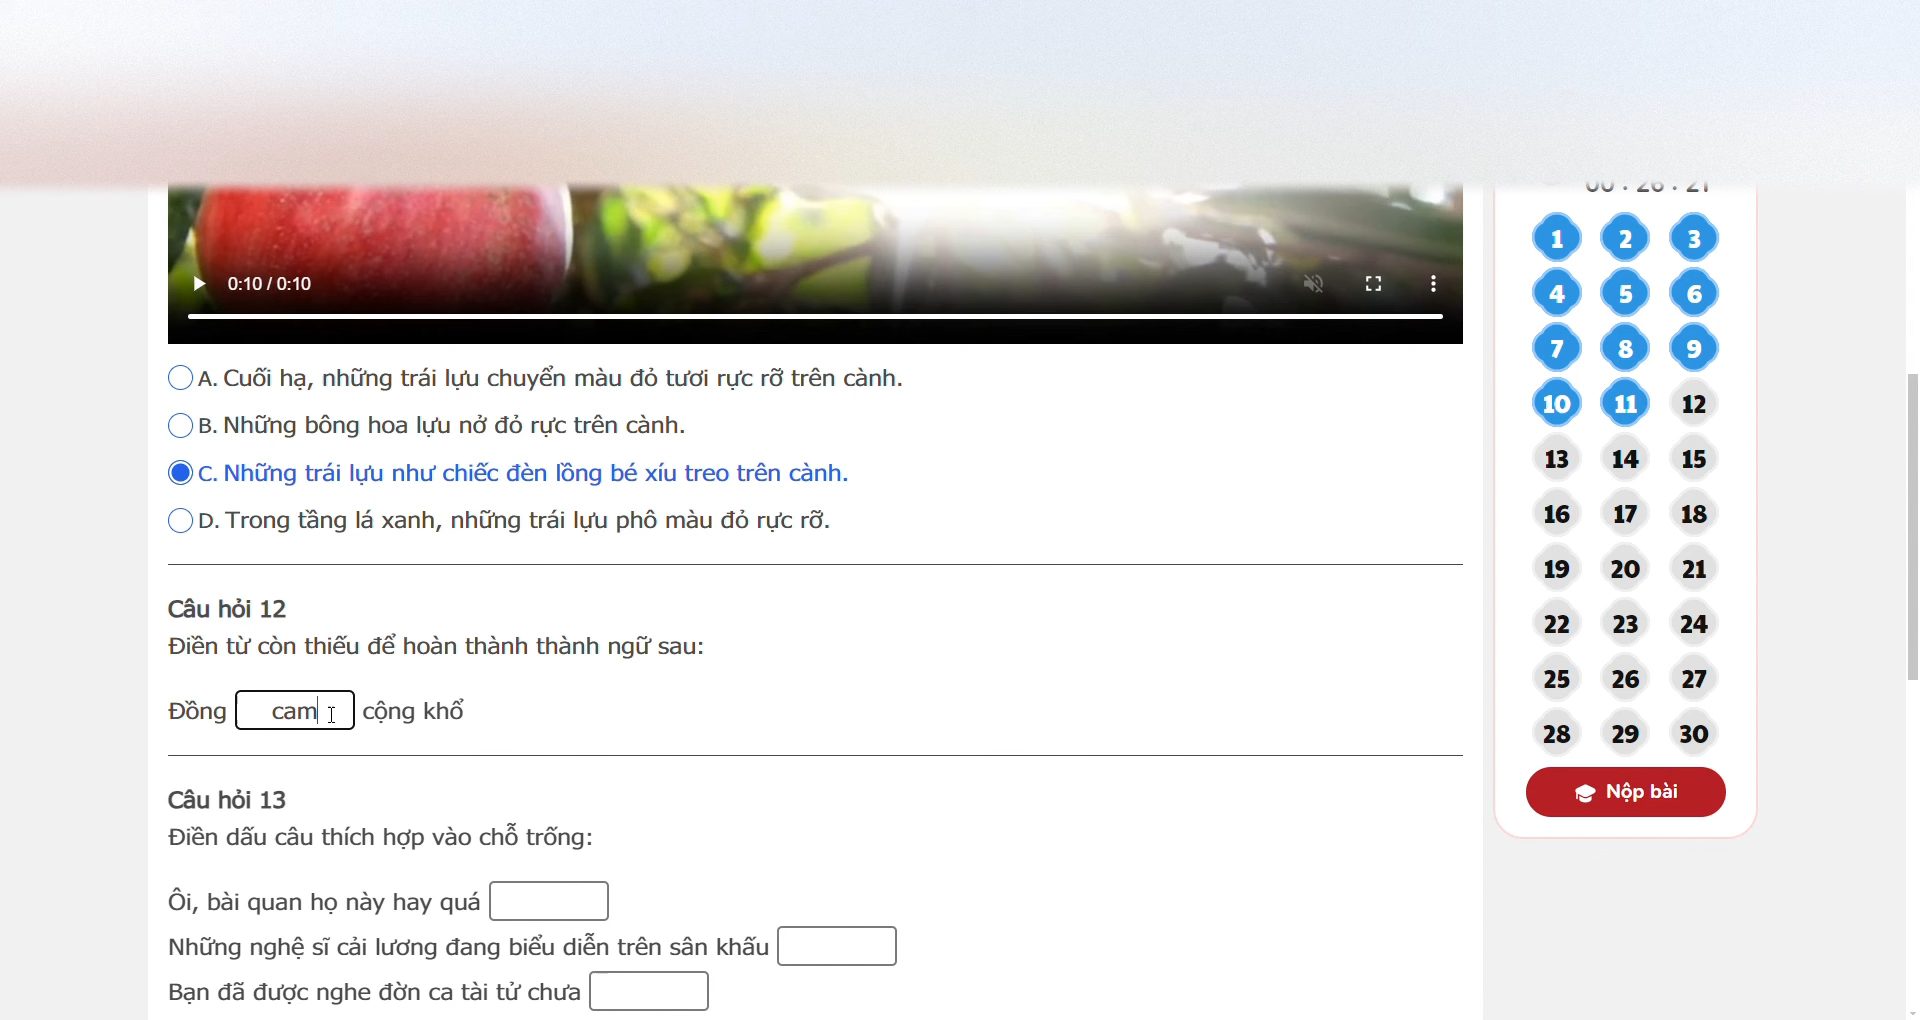 00 : 26 : 21
0:10 / 0:10
A. Cuối hạ, những trái lựu chuyển màu đỏ tươi rực rỡ trên cành.
B. Những bông hoa lựu nở đỏ rực trên cành.
C. Những trái lựu như chiếc đèn lồng bé xíu treo trên cành.
D. Trong tầng lá xanh, những trái lựu phô màu đỏ rực rỡ.
Câu hỏi 12
Điền từ còn thiếu để hoàn thành thành ngữ sau:
Đồng cam cộng khổ
Câu hỏi 13
Điền dấu câu thích hợp vào chỗ trống:
Ôi, bài quan họ này hay quá
Những nghệ sĩ cải lương đang biểu diễn trên sân khấu
Bạn đã được nghe đờn ca tài tử chưa
1 2 3
4 5 6
7 8 9
10 11 12
13 14 15
16 17 18
19 20 21
22 23 24
25 26 27
28 29 30
Nộp bài